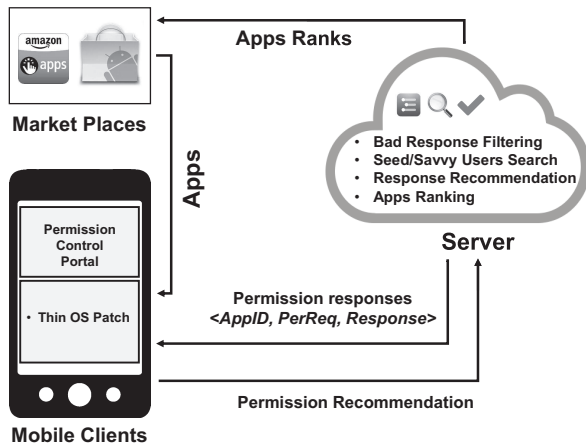 amazon
apps
Market Places
Apps Ranks
Apps
• Bad Response Filtering
• Seed/Savvy Users Search
• Response Recommendation
• Apps Ranking
Server
Permission
Control
Portal
• Thin OS Patch
Permission responses
<AppID, PerReq, Response>
Permission Recommendation
Mobile Clients